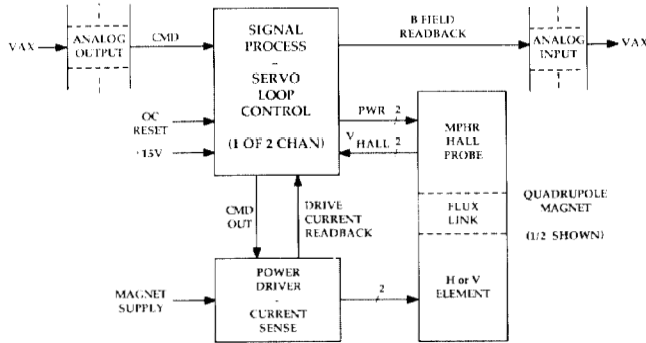 VAX
ANALOG
OUTPUT
CMD
SIGNAL
PROCESS
-
SERVO
LOOP
CONTROL
(1 OF 2 CHAN)
B FIELD
READBACK
ANALOG
INPUT
VAX
OC
RESET
±15V
PWR
2
V
HALL
2
MPHR
HALL
PROBE
FLUX
LINK
H or V
ELEMENT
QUADRUPOLE
MAGNET
(1/2 SHOWN)
CMD
OUT
DRIVE
CURRENT
READBACK
MAGNET
SUPPLY
POWER
DRIVER
-
CURRENT
SENSE
2